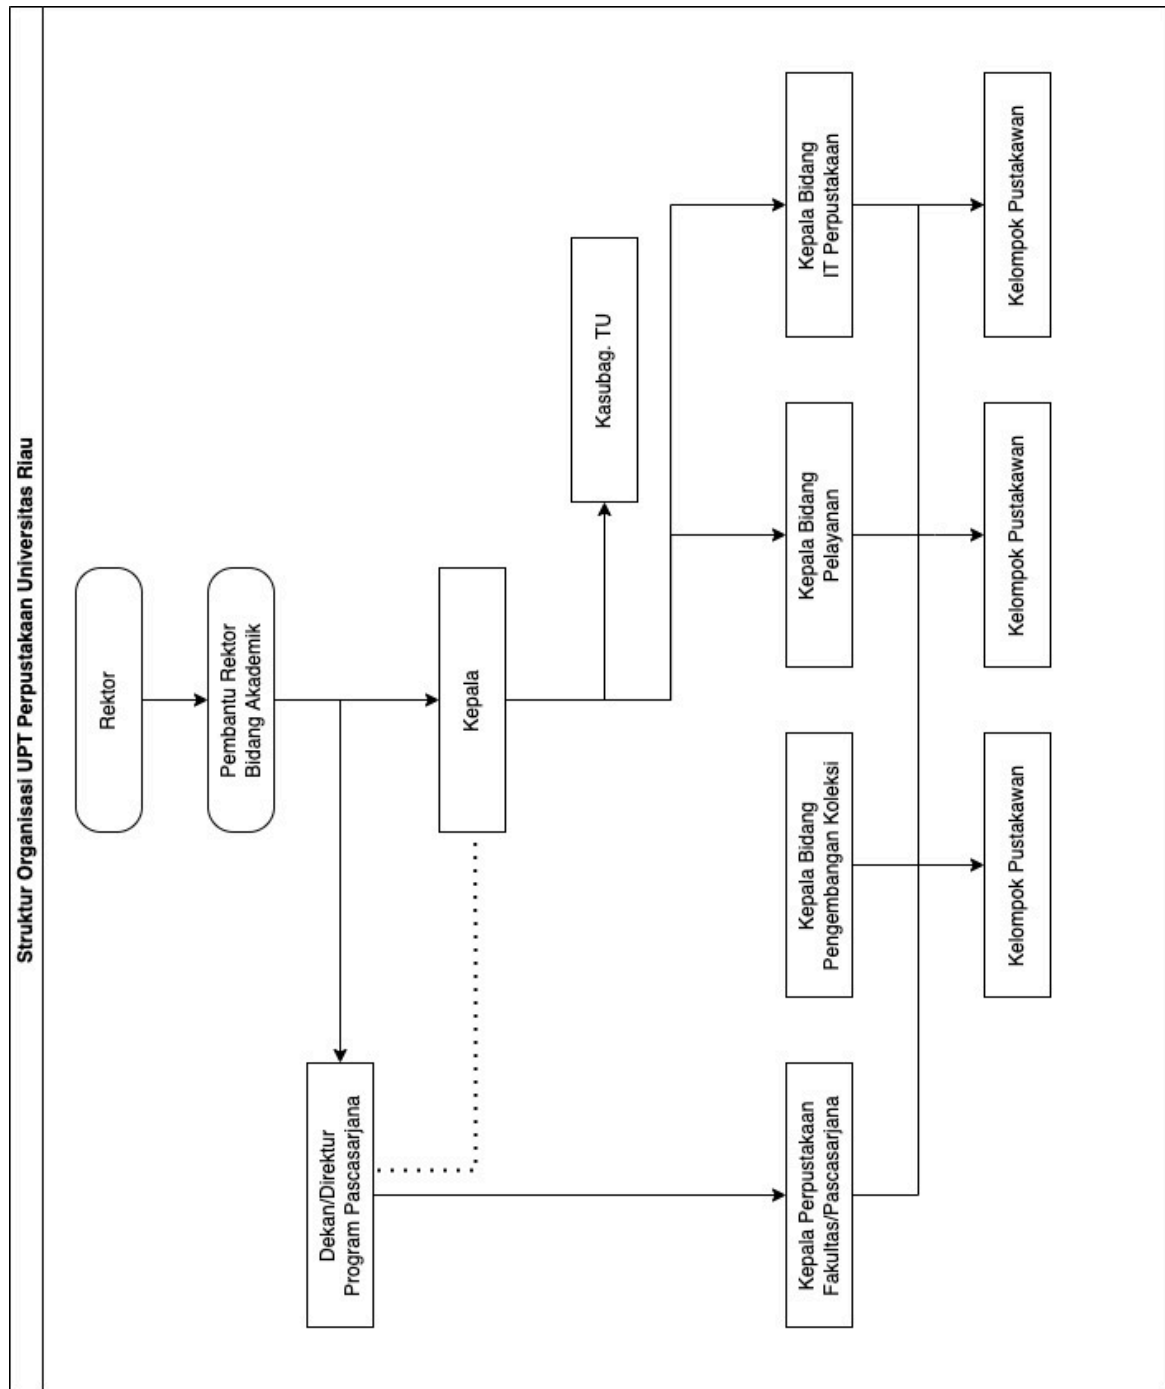 Struktur Organisasi UPT Perpustakaan Universitas Riau
Rektor
Pembantu Rektor
Bidang Akademik
Dekan/Direktur
Program Pascasarjana
Kepala
Kasubag. TU
Kepala Perpustakaan
Fakultas/Pascasarjana
Kepala Bidang
Pengembangan Koleksi
Kepala Bidang
Pelayanan
Kepala Bidang
IT Perpustakaan
Kelompok Pustakawan
Kelompok Pustakawan
Kelompok Pustakawan